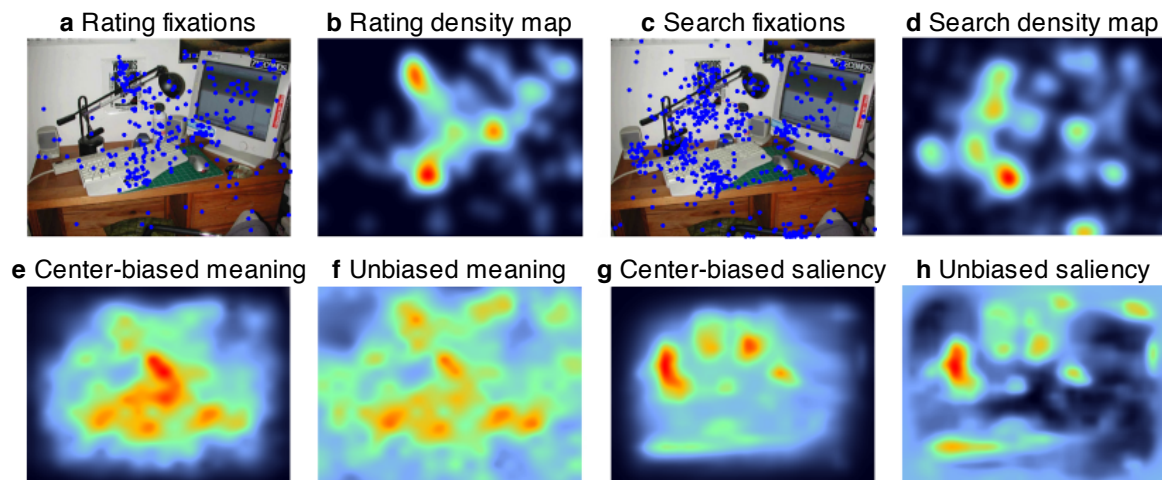 a Rating fixations
b Rating density map
c Search fixations
d Search density map
e Center-biased meaning
f Unbiased meaning
g Center-biased saliency
h Unbiased saliency